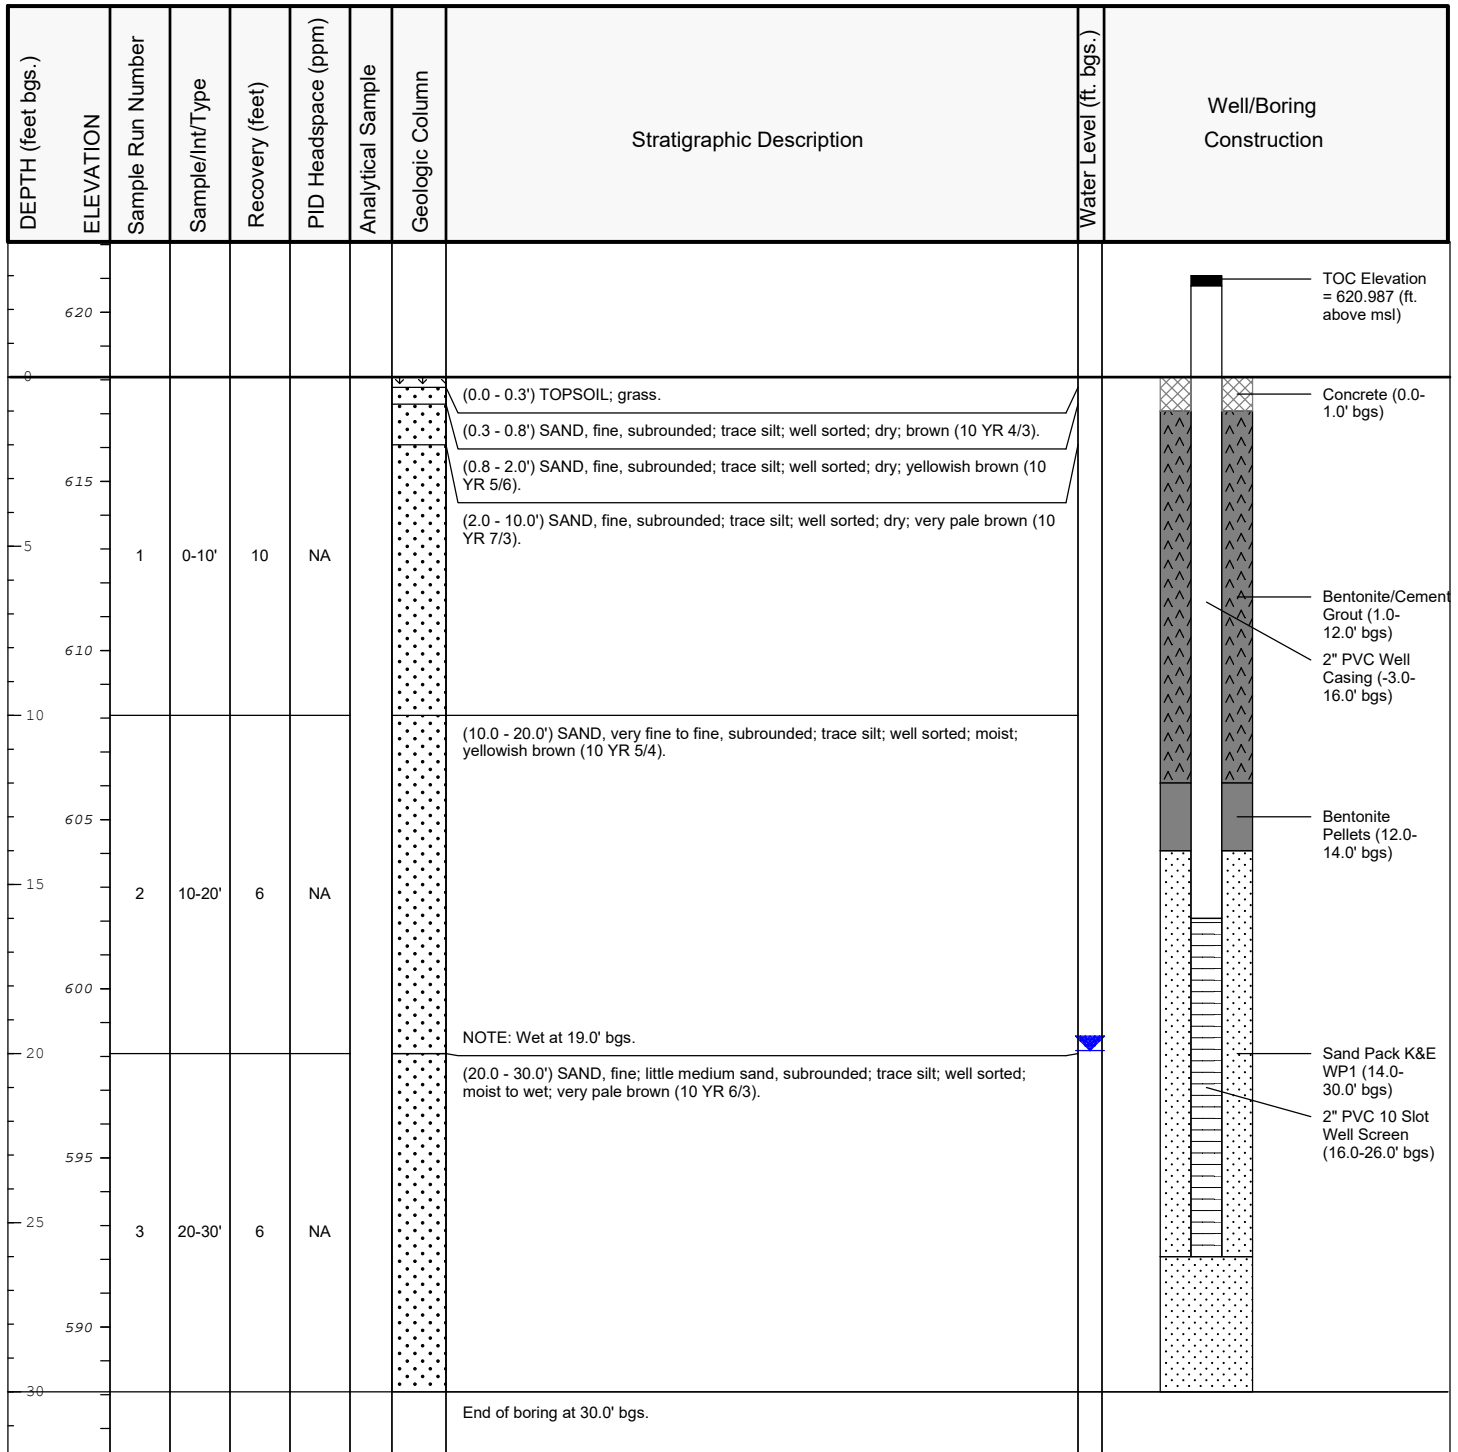 DEPTH (feet bgs.)
ELEVATION
Sample Run Number
Sample/Int/Type
Recovery (feet)
PID Headspace (ppm)
Analytical Sample
Geologic Column
Stratigraphic Description
Water Level (ft. bgs.)
Well/Boring
Construction
TOC Elevation
= 620.987 (ft.
above msl)
620
0
(0.0 - 0.3') TOPSOIL; grass.
Concrete (0.0-
1.0' bgs)
(0.3 - 0.8') SAND, fine, subrounded; trace silt; well sorted; dry; brown (10 YR 4/3).
(0.8 - 2.0') SAND, fine, subrounded; trace silt; well sorted; dry; yellowish brown (10
YR 5/6).
615
(2.0 - 10.0') SAND, fine, subrounded; trace silt; well sorted; dry; very pale brown (10
YR 7/3).
5
1
0-10'
10
NA
Bentonite/Cement
Grout (1.0-
12.0' bgs)
610
2" PVC Well
Casing (-3.0-
16.0' bgs)
10
(10.0 - 20.0') SAND, very fine to fine, subrounded; trace silt; well sorted; moist;
yellowish brown (10 YR 5/4).
605
Bentonite
Pellets (12.0-
14.0' bgs)
15
2
10-20'
6
NA
600
NOTE: Wet at 19.0' bgs.
20
Sand Pack K&E
WP1 (14.0-
30.0' bgs)
(20.0 - 30.0') SAND, fine; little medium sand, subrounded; trace silt; well sorted;
moist to wet; very pale brown (10 YR 6/3).
2" PVC 10 Slot
Well Screen
(16.0-26.0' bgs)
595
25
3
20-30'
6
NA
590
30
End of boring at 30.0' bgs.